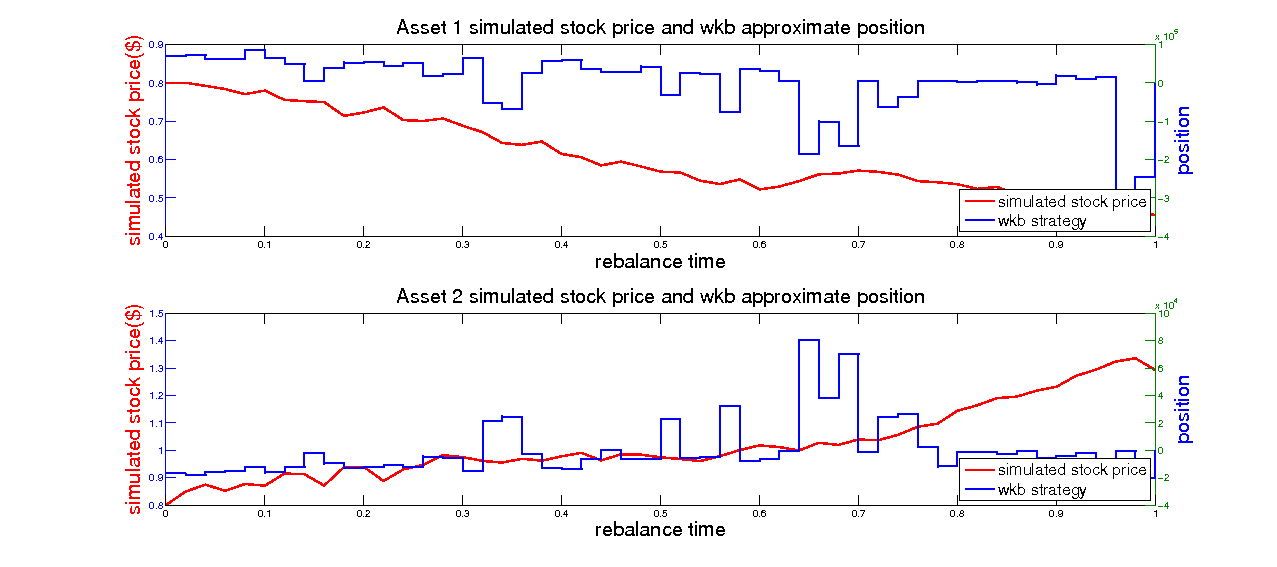 Asset 1 simulated stock price and wkb approximate position
simulated stock price($)
0.9
0.8
0.7
0.6
0.5
0.4
x 10^5
1
0
-1
-2
-3
-4
position
simulated stock price
wkb strategy
0 0.1 0.2 0.3 0.4 0.5 0.6 0.7 0.8 0.9 1
rebalance time
Asset 2 simulated stock price and wkb approximate position
simulated stock price($)
1.5
1.4
1.3
1.2
1.1
1
0.9
0.8
x 10^4
10
8
6
4
2
0
-2
-4
position
simulated stock price
wkb strategy
0 0.1 0.2 0.3 0.4 0.5 0.6 0.7 0.8 0.9 1
rebalance time